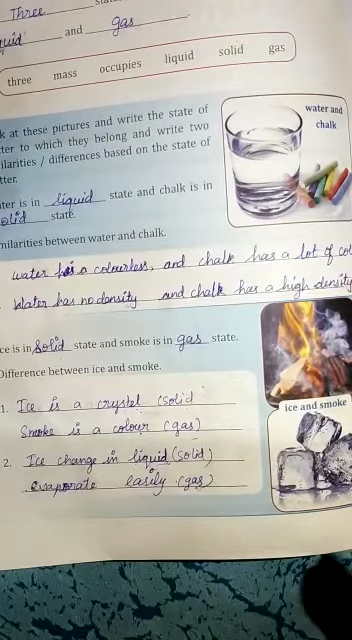 Three
quid and gas
three mass occupies liquid solid gas
k at these pictures and write the state of
tter to which they belong and write two
ilarities / differences based on the state of
tter.
water and
chalk
ter is in liquid state and chalk is in
olid state.
milarities between water and chalk.
water has a colourless, and chalk has a lot of col
Water has no density and chalk has a high density
ce is in solid state and smoke is in gas state.
Difference between ice and smoke.
1. Ice is a crystel (solid
Smoke is a colour (gas)
ice and smoke
2. Ice change in liquid (solid)
evaporate easily (gas)